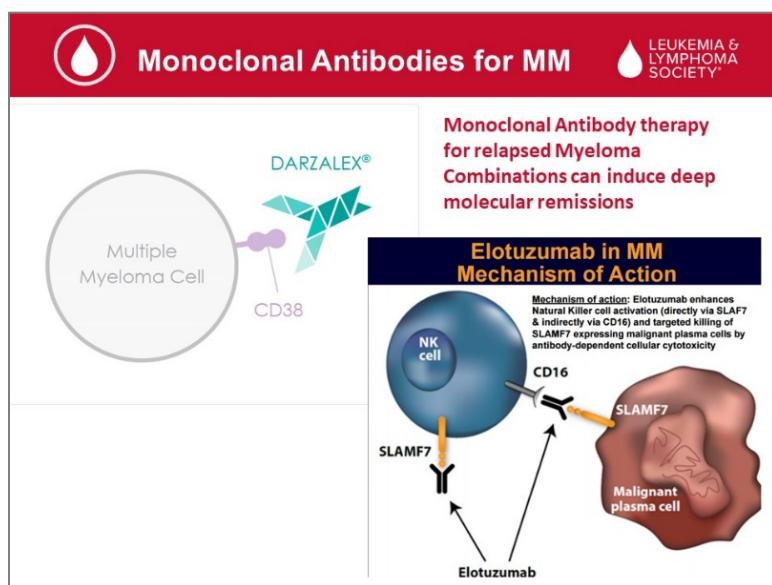 Monoclonal Antibodies for MM
LEUKEMIA &
LYMPHOMA
SOCIETY®
Monoclonal Antibody therapy
for relapsed Myeloma
Combinations can induce deep
molecular remissions
DARZALEX®
Multiple
Myeloma Cell
CD38
Elotuzumab in MM
Mechanism of Action
Mechanism of action: Elotuzumab enhances
Natural Killer cell activation (directly via SLAF7
& indirectly via CD16) and targeted killing of
SLAMF7 expressing malignant plasma cells by
antibody-dependent cellular cytotoxicity
NK
cell
CD16
SLAMF7
SLAMF7
Malignant
plasma cell
Elotuzumab